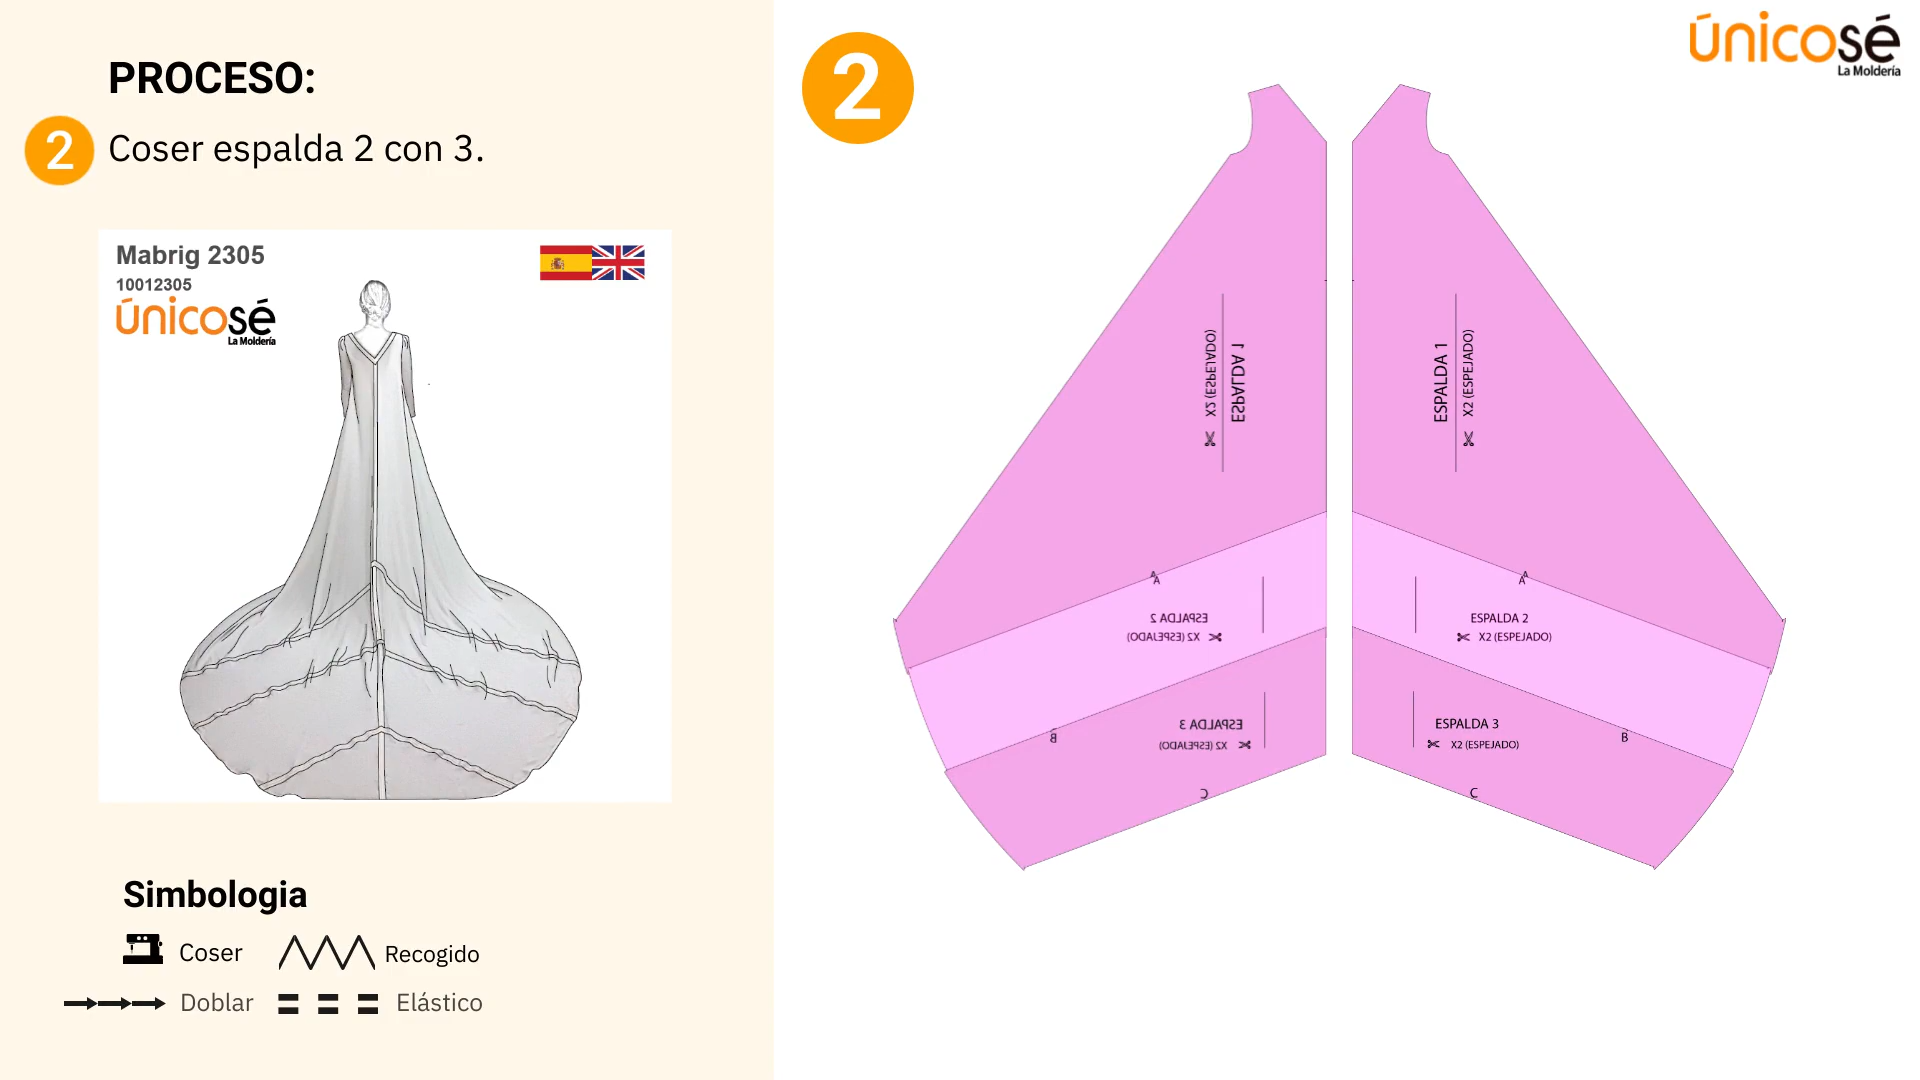 PROCESO:
2
Coser espalda 2 con 3.
Mabrig 2305
10012305
únicosé
La Moldería
Simbologia
Coser
Recogido
Doblar
Elástico
2
únicosé
La Moldería
ESPALDA 1
X2 (ESPEJADO)
ESPALDA 1
X2 (ESPEJADO)
A
A
A
A
ESPALDA 2
X2 (ESPEJADO)
ESPALDA 2
X2 (ESPEJADO)
B
ESPALDA 3
X2 (ESPEJADO)
ESPALDA 3
X2 (ESPEJADO)
B
C
C